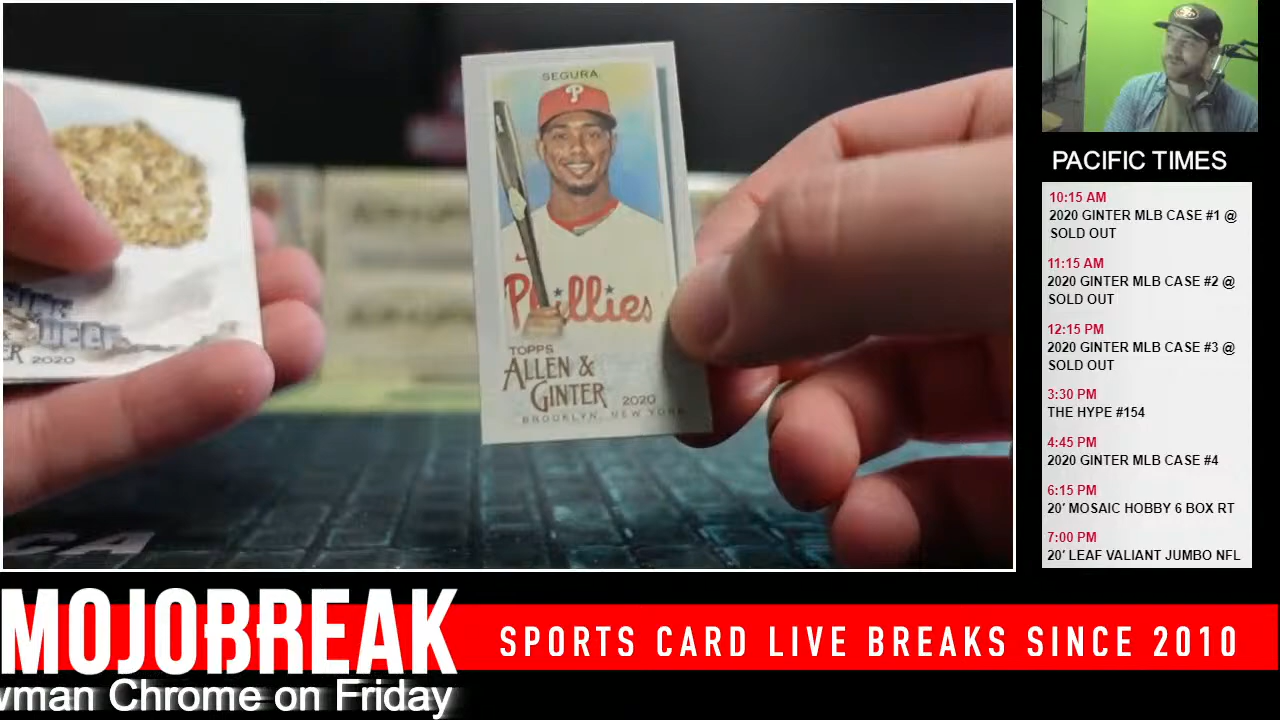 SEGURA
P
Phillies
TOPPS
ALLEN &
GINTER
2020
BROOKLYN, NEW YORK
2020
CA
PACIFIC TIMES
10:15 AM
2020 GINTER MLB CASE #1 @
SOLD OUT
11:15 AM
2020 GINTER MLB CASE #2 @
SOLD OUT
12:15 PM
2020 GINTER MLB CASE #3 @
SOLD OUT
3:30 PM
THE HYPE #154
4:45 PM
2020 GINTER MLB CASE #4
6:15 PM
20' MOSAIC HOBBY 6 BOX RT
7:00 PM
20' LEAF VALIANT JUMBO NFL
MOJOBREAK
SPORTS CARD LIVE BREAKS SINCE 2010
wman Chrome on Friday